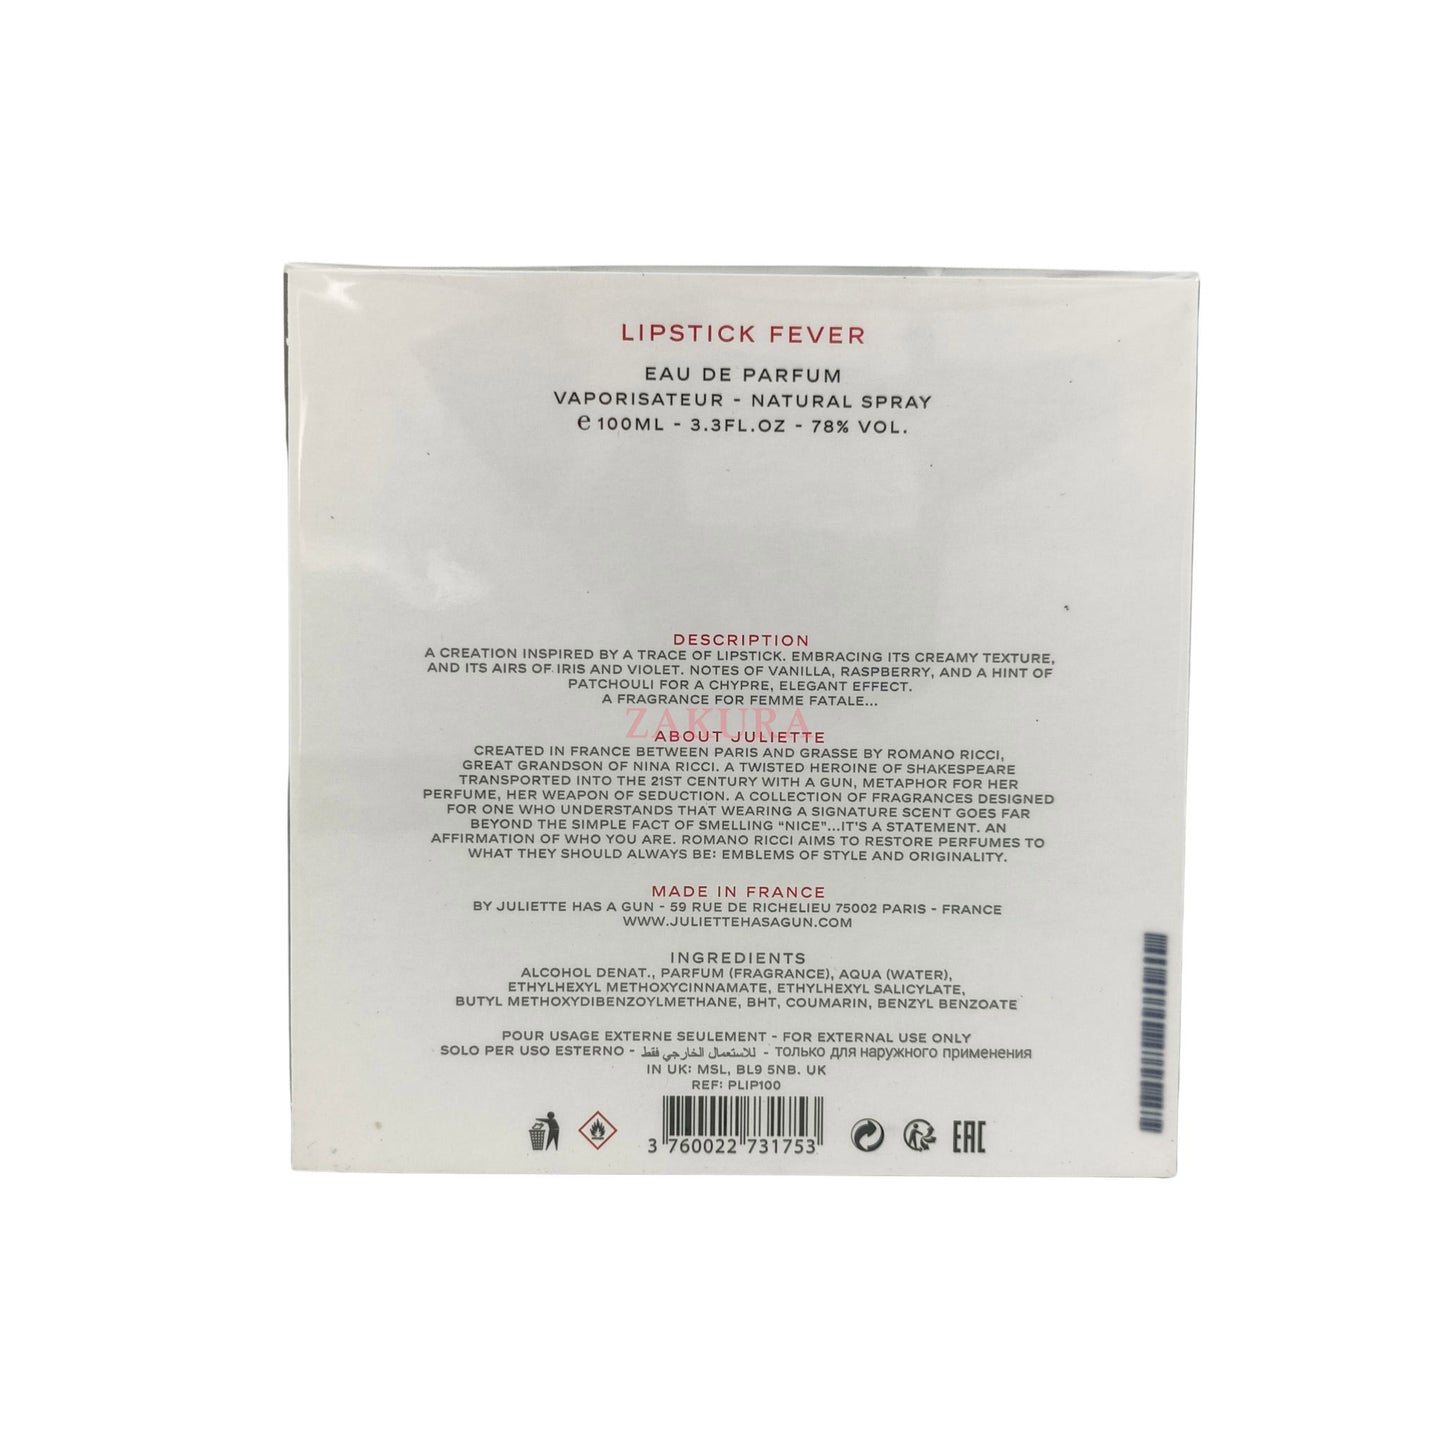 LIPSTICK FEVER
EAU DE PARFUM
VAPORISATEUR - NATURAL SPRAY
℮ 100ML - 3.3FL.OZ - 78% VOL.
DESCRIPTION
A CREATION INSPIRED BY A TRACE OF LIPSTICK. EMBRACING ITS CREAMY TEXTURE,
AND ITS AIRS OF IRIS AND VIOLET. NOTES OF VANILLA, RASPBERRY, AND A HINT OF
PATCHOULI FOR A CHYPRE, ELEGANT EFFECT.
A FRAGRANCE FOR FEMME FATALE...
ZAKURA
ABOUT JULIETTE
CREATED IN FRANCE BETWEEN PARIS AND GRASSE BY ROMANO RICCI,
GREAT GRANDSON OF NINA RICCI. A TWISTED HEROINE OF SHAKESPEARE
TRANSPORTED INTO THE 21ST CENTURY WITH A GUN, METAPHOR FOR HER
PERFUME, HER WEAPON OF SEDUCTION. A COLLECTION OF FRAGRANCES DESIGNED
FOR ONE WHO UNDERSTANDS THAT WEARING A SIGNATURE SCENT GOES FAR
BEYOND THE SIMPLE FACT OF SMELLING "NICE"...IT'S A STATEMENT. AN
AFFIRMATION OF WHO YOU ARE. ROMANO RICCI AIMS TO RESTORE PERFUMES TO
WHAT THEY SHOULD ALWAYS BE: EMBLEMS OF STYLE AND ORIGINALITY.
MADE IN FRANCE
BY JULIETTE HAS A GUN - 59 RUE DE RICHELIEU 75002 PARIS - FRANCE
WWW.JULIETTEHASAGUN.COM
INGREDIENTS
ALCOHOL DENAT., PARFUM (FRAGRANCE), AQUA (WATER),
ETHYLHEXYL METHOXYCINNAMATE, ETHYLHEXYL SALICYLATE,
BUTYL METHOXYDIBENZOYLMETHANE, BHT, COUMARIN, BENZYL BENZOATE
POUR USAGE EXTERNE SEULEMENT - FOR EXTERNAL USE ONLY
SOLO PER USO ESTERNO - للاستعمال الخارجي فقط - только для наружного применения
IN UK: MSL, BL9 5NB. UK
REF: PLIP100
3 760022 731753
EAC